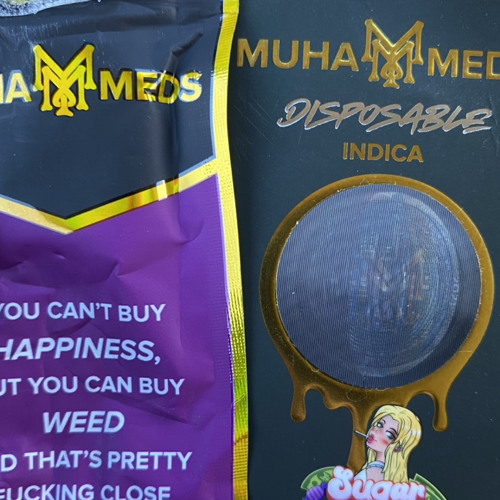 HA MEDS
YOU CAN'T BUY
HAPPINESS,
UT YOU CAN BUY
WEED
D THAT'S PRETTY
FUCKING CLOSE
MUHA MED
DISPOSABLE
INDICA
Sugar